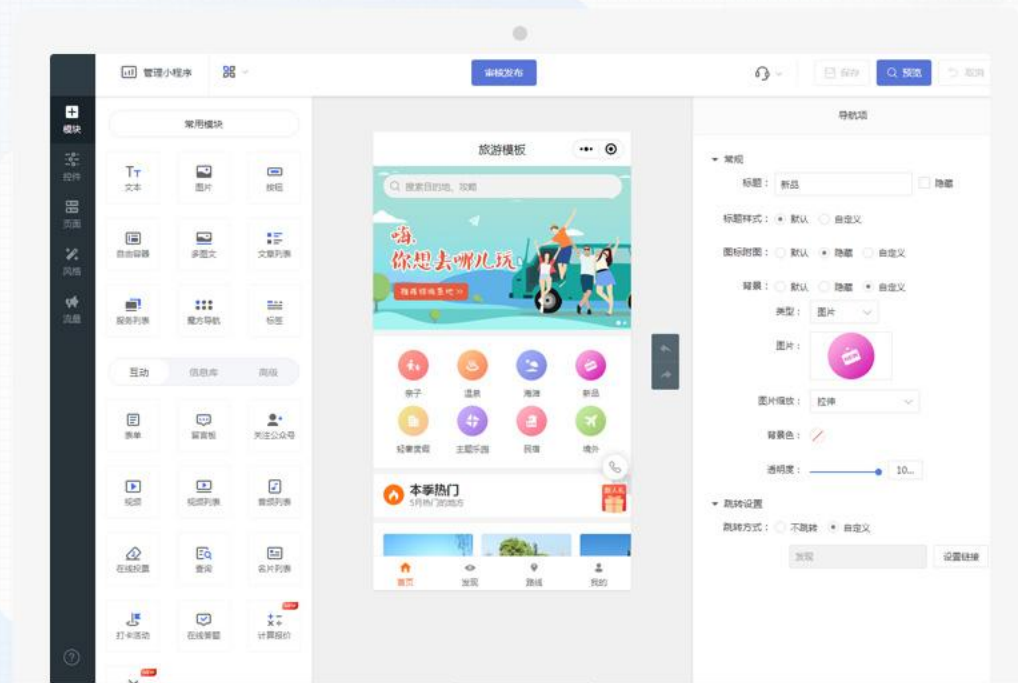 管理小程序
审核发布
保存
预览
取消
模块
控件
页面
风格
流量
常用模块
文本
图片
按钮
自由容器
多图文
文章列表
服务列表
魔方导航
标签
互动
信息库
高级
表单
留言板
关注公众号
视频
视频列表
音频列表
在线投票
查询
名片列表
打卡活动
在线答题
计算报价
旅游模板
搜索目的地、攻略
嗨,
你想去哪儿玩
亲子
温泉
海滩
新品
轻奢度假
主题乐园
民宿
境外
本季热门
5月热门的地方
新人礼
首页
发现
路线
我的
导航项
常规
标题： 新品 隐藏
标题样式： 默认 自定义
图标附图： 默认 隐藏 自定义
背景： 默认 隐藏 自定义
类型： 图片
图片：
图片缩放： 拉伸
背景色：
透明度： 10...
跳转设置
跳转方式： 不跳转 自定义
发现 设置链接